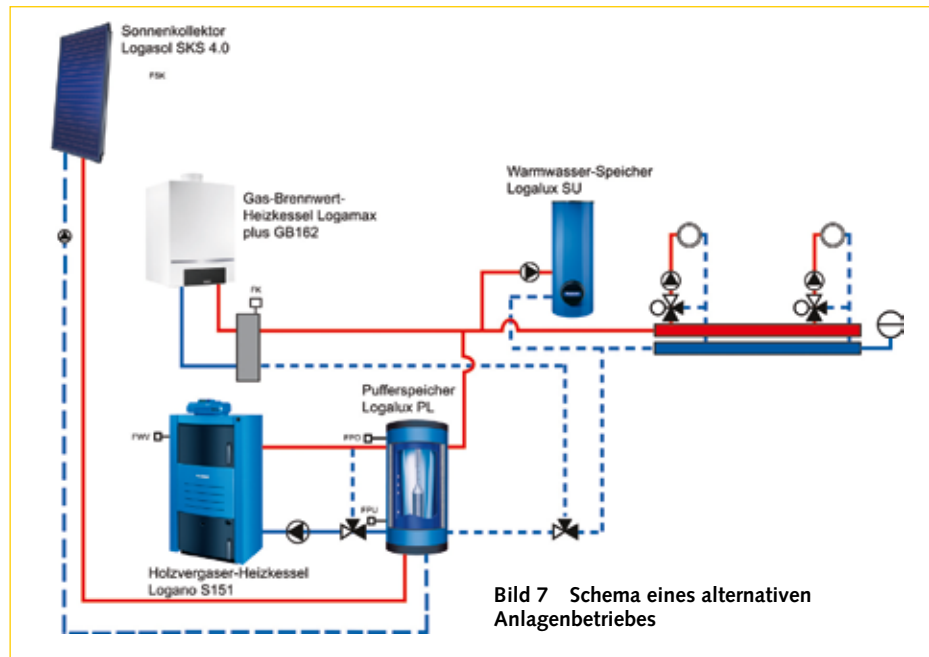 Sonnenkollektor
Logasol SKS 4.0
FSK
Gas-Brennwert-
Heizkessel Logamax
plus GB162
Warmwasser-Speicher
Logalux SU
FK
Pufferspeicher
Logalux PL
FWV
FPO
FPU
Holzvergaser-Heizkessel
Logano S151
Bild 7 Schema eines alternativen
Anlagenbetriebes